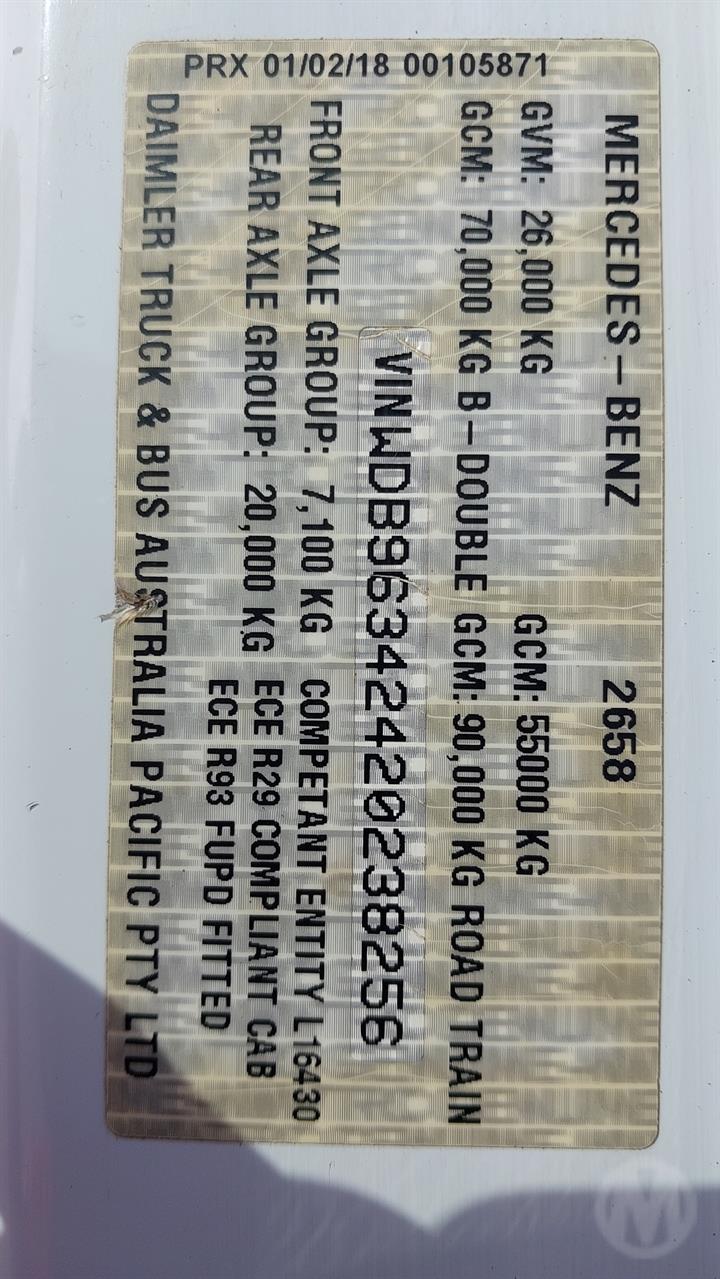 MERCEDES-BENZ 2658
GVM: 26,000 KG GCM: 55000 KG
GCM: 70,000 KG B-DOUBLE GCM: 90,000 KG ROAD TRAIN
VIN WDB96342420238256
FRONT AXLE GROUP: 7,100 KG COMPETANT ENTITY L16430
REAR AXLE GROUP: 20,000 KG ECE R29 COMPLIANT CAB
ECE R93 FUPD FITTED
DAIMLER TRUCK & BUS AUSTRALIA PACIFIC PTY LTD
PRX 01/02/18 00105871
M